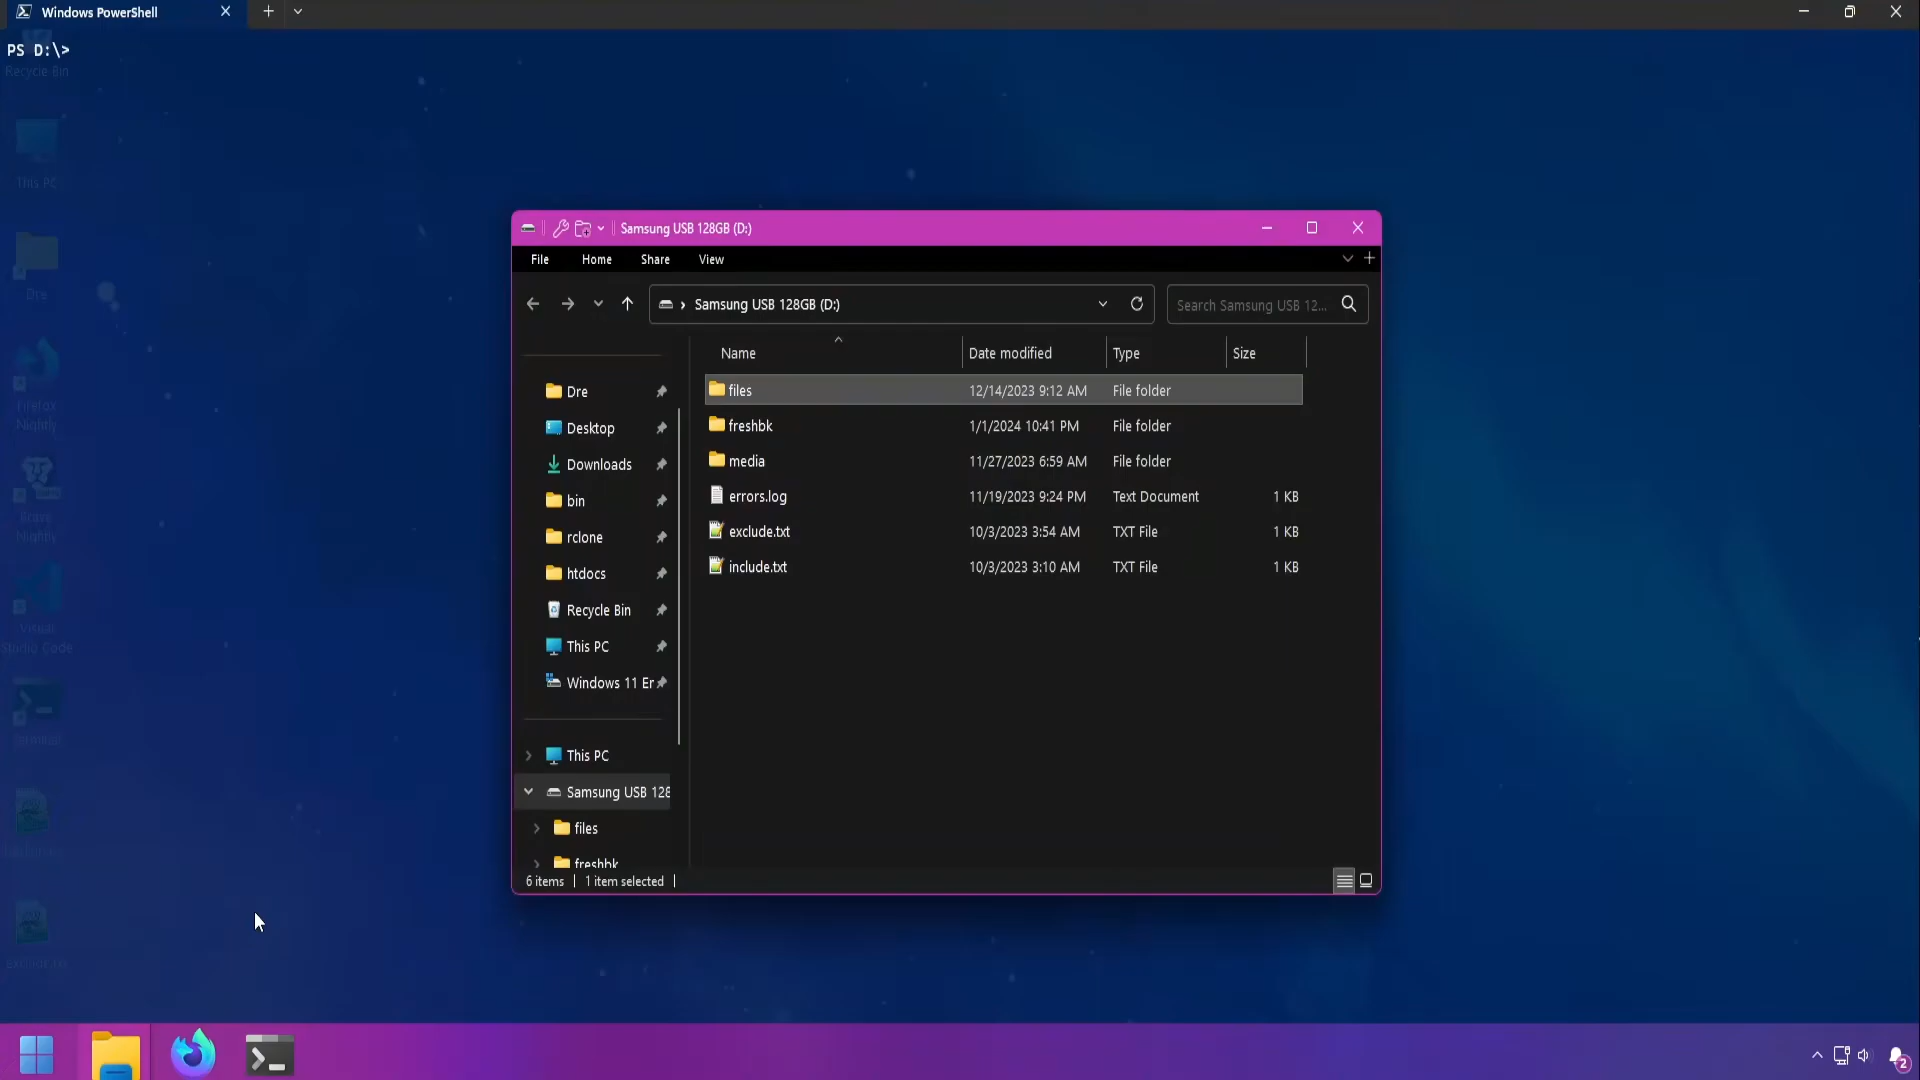 Windows PowerShell
PS D:\>
Recycle Bin
This PC
Dre
Firefox
Nightly
Brave
Nightly
Visual
Studio Code
Terminal
Samsung USB 128GB (D:)
File Home Share View
Samsung USB 128GB (D:)
Search Samsung USB 12...
Name Date modified Type Size
files 12/14/2023 9:12 AM File folder
freshbk 1/1/2024 10:41 PM File folder
media 11/27/2023 6:59 AM File folder
errors.log 11/19/2023 9:24 PM Text Document 1 KB
exclude.txt 10/3/2023 3:54 AM TXT File 1 KB
include.txt 10/3/2023 3:10 AM TXT File 1 KB
Dre
Desktop
Downloads
bin
rclone
htdocs
Recycle Bin
This PC
Windows 11 Er
This PC
Samsung USB 128
files
freshbk
6 items 1 item selected
2